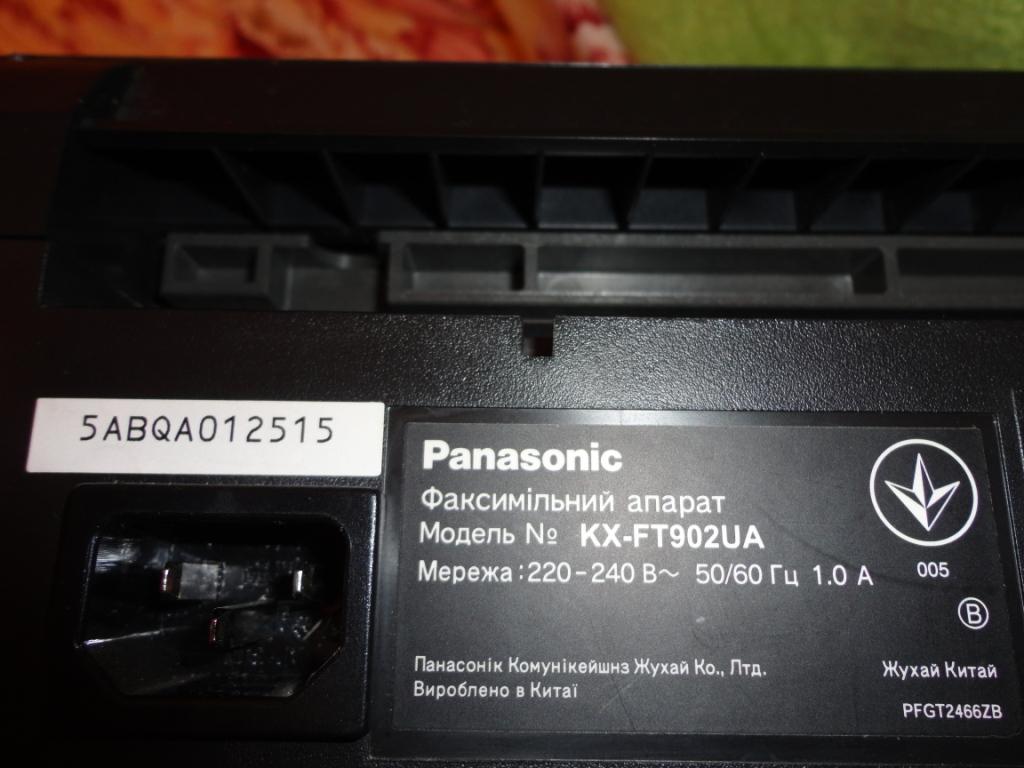 5ABQA012515
Panasonic
Факсимільний апарат
Модель № KX-FT902UA
Мережа: 220-240 В~ 50/60 Гц 1.0 А
005
B
Панасонік Комунікейшнз Жухай Ко., Лтд.
Вироблено в Китаї
Жухай Китай
PFGT2466ZB